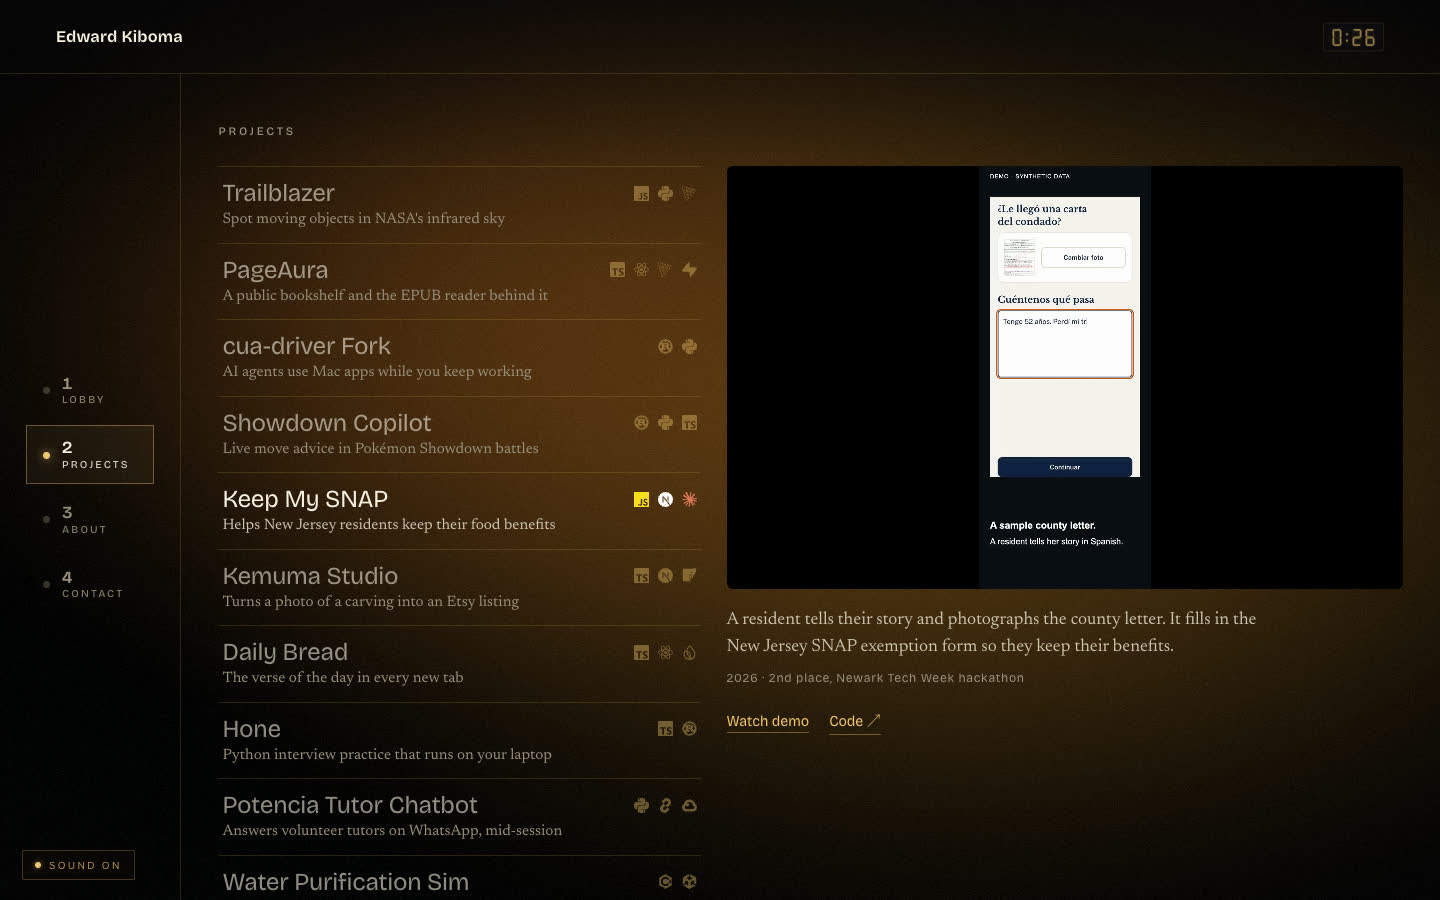 Edward Kiboma
0:26
PROJECTS
Trailblazer
JS
Spot moving objects in NASA's infrared sky
PageAura
TS
A public bookshelf and the EPUB reader behind it
cua-driver Fork
AI agents use Mac apps while you keep working
Showdown Copilot
TS
Live move advice in Pokémon Showdown battles
Keep My SNAP
JS
Helps New Jersey residents keep their food benefits
Kemuma Studio
TS
Turns a photo of a carving into an Etsy listing
Daily Bread
TS
The verse of the day in every new tab
Hone
TS
Python interview practice that runs on your laptop
Potencia Tutor Chatbot
Answers volunteer tutors on WhatsApp, mid-session
Water Purification Sim
1
LOBBY
2
PROJECTS
3
ABOUT
4
CONTACT
SOUND ON
DEMO · SYNTHETIC DATA
¿Le llegó una carta
del condado?
Cambiar foto
Cuéntenos qué pasa
Tengo 52 años. Perdí mi tr
Continuar
A sample county letter.
A resident tells her story in Spanish.
A resident tells their story and photographs the county letter. It fills in the
New Jersey SNAP exemption form so they keep their benefits.
2026 · 2nd place, Newark Tech Week hackathon
Watch demo
Code ↗